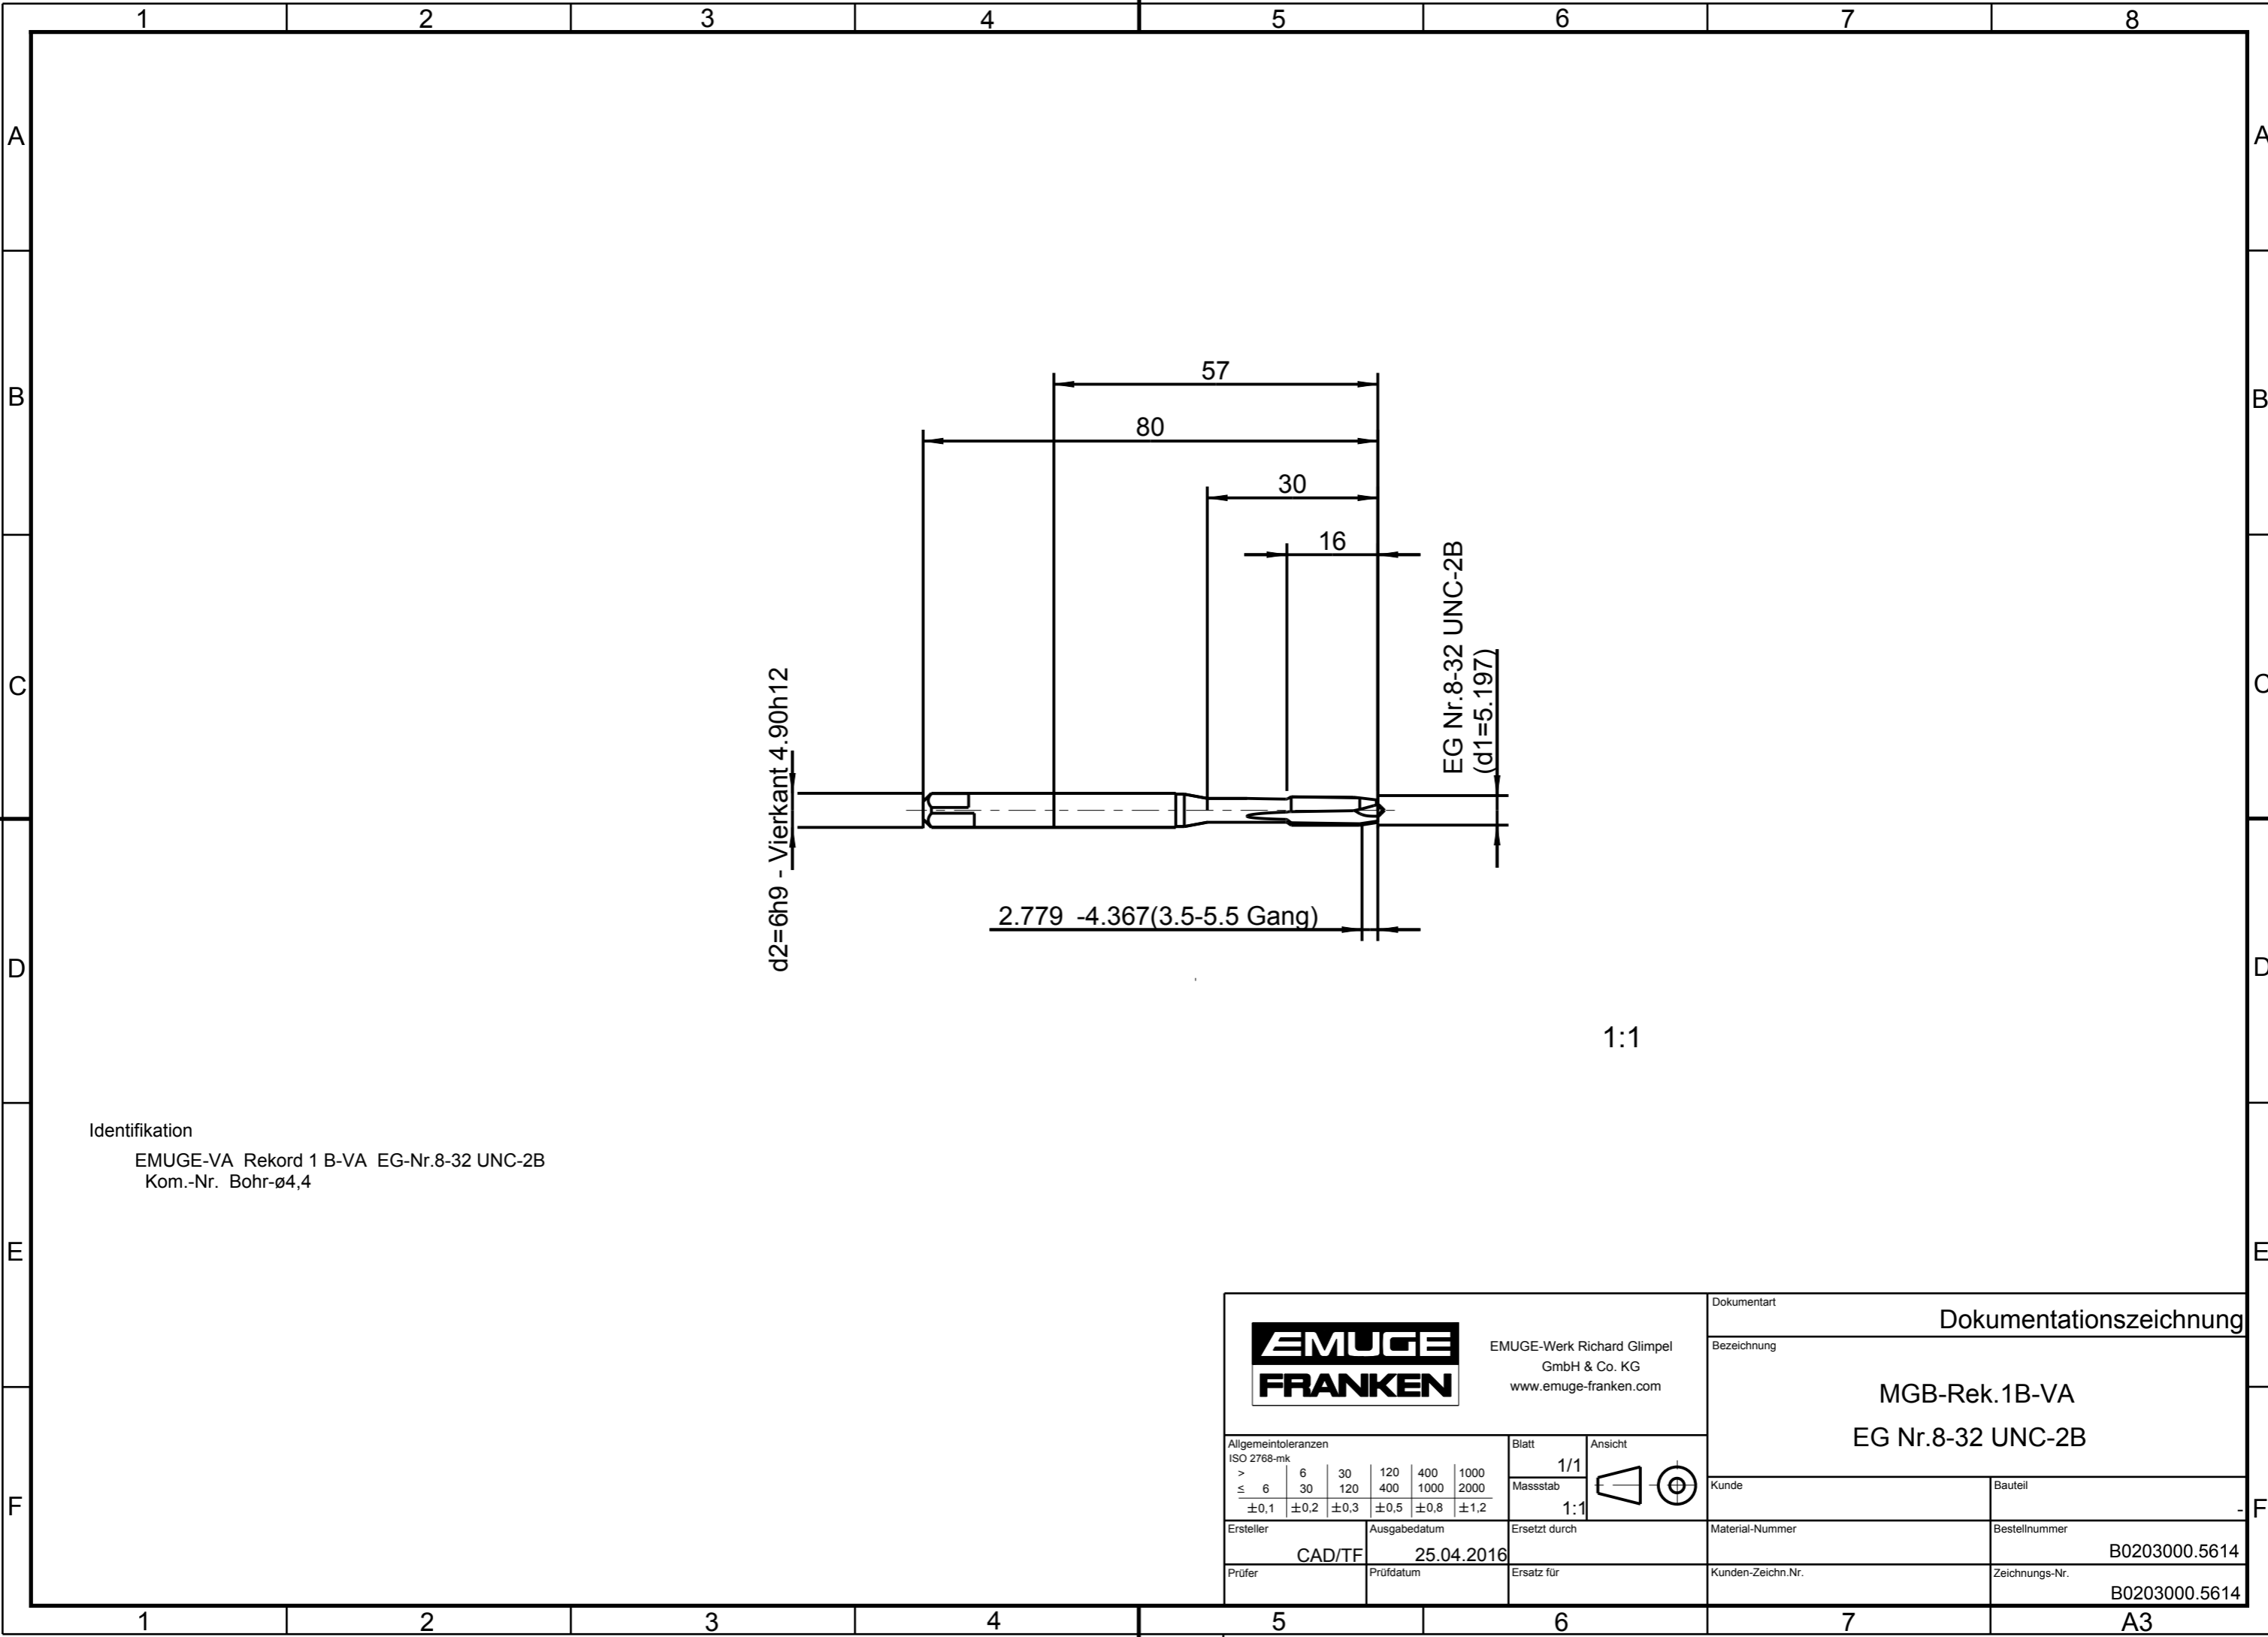 1 2 3 4 5 6 7 8
A A
B B
C C
D D
E E
F F
57
80
30
16
EG Nr.8-32 UNC-2B
(d1=5.197)
d2=6h9 - Vierkant 4.90h12
2.779 -4.367(3.5-5.5 Gang)
1:1
Identifikation
EMUGE-VA Rekord 1 B-VA EG-Nr.8-32 UNC-2B
Kom.-Nr. Bohr-ø4,4
EMUGE
FRANKEN
EMUGE-Werk Richard Glimpel
GmbH & Co. KG
www.emuge-franken.com
Dokumentart
Dokumentationszeichnung
Bezeichnung
MGB-Rek.1B-VA
EG Nr.8-32 UNC-2B
Allgemeintoleranzen
ISO 2768-mk
> 6 30 120 400 1000
≤ 6 30 120 400 1000 2000
±0,1 ±0,2 ±0,3 ±0,5 ±0,8 ±1,2
Blatt
1/1
Ansicht
Massstab
1:1
Kunde
Bauteil
-
Ersteller
CAD/TF
Ausgabedatum
25.04.2016
Ersetzt durch
Material-Nummer
Bestellnummer
B0203000.5614
Prüfer
Prüfdatum
Ersatz für
Kunden-Zeichn.Nr.
Zeichnungs-Nr.
B0203000.5614
1 2 3 4 5 6 7 A3